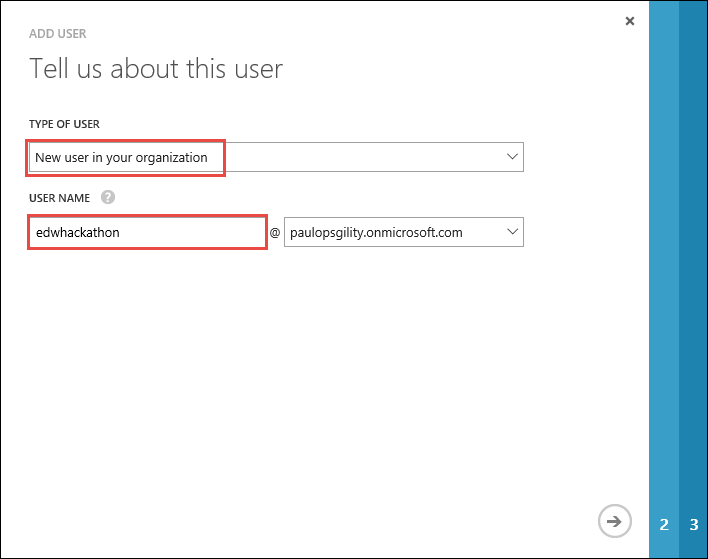 ADD USER
Tell us about this user
TYPE OF USER
New user in your organization
USER NAME ?
edwhackathon @ paulopsgility.onmicrosoft.com
2 3